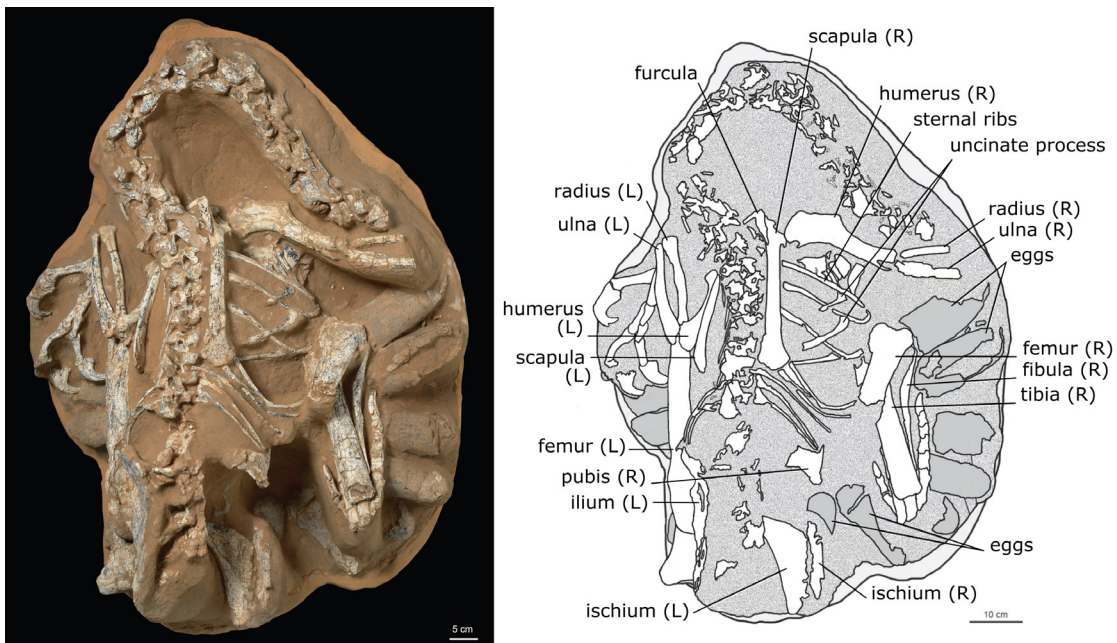 scapula (R)
furcula
humerus (R)
sternal ribs
uncinate process
radius (L)
ulna (L)
radius (R)
ulna (R)
eggs
humerus
(L)
scapula
(L)
femur (R)
fibula (R)
tibia (R)
femur (L)
pubis (R)
ilium (L)
eggs
ischium (L)
ischium (R)
5 cm
10 cm